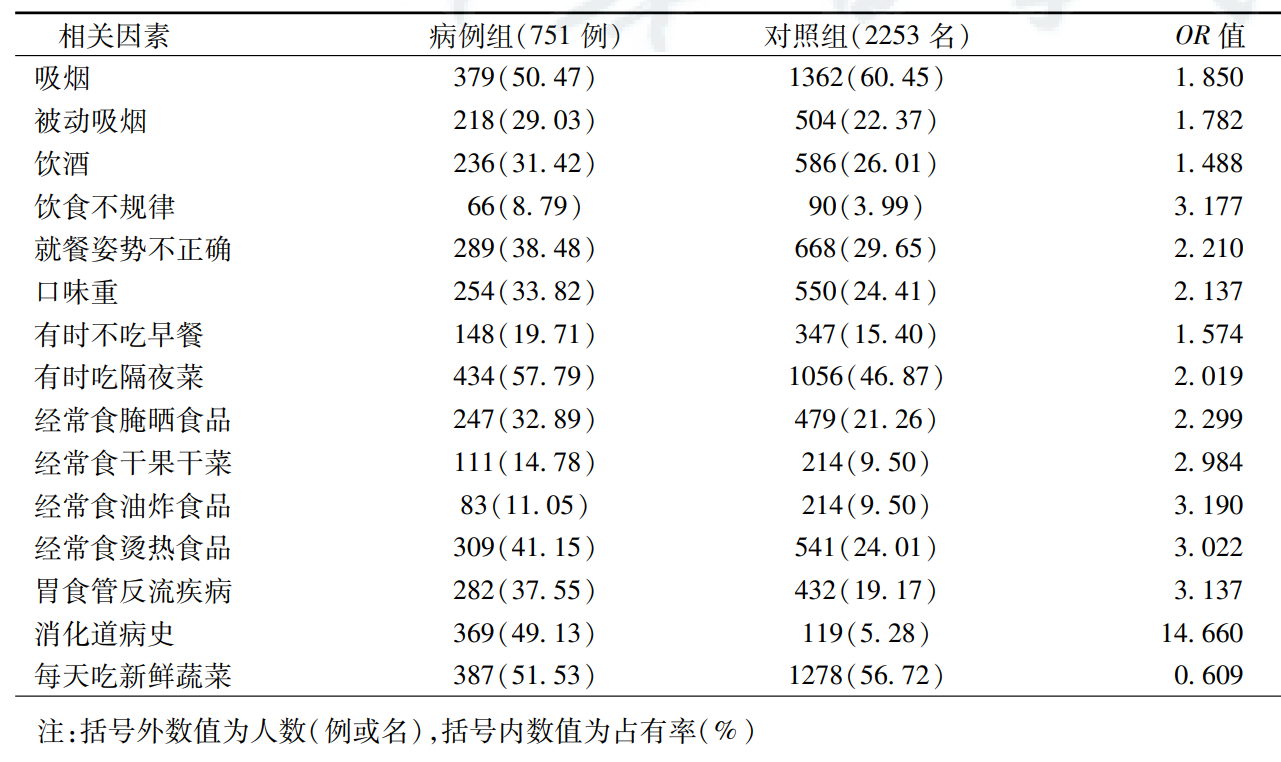 相关因素 病例组(751 例) 对照组(2253 名) OR 值
吸烟 379(50.47) 1362(60.45) 1.850
被动吸烟 218(29.03) 504(22.37) 1.782
饮酒 236(31.42) 586(26.01) 1.488
饮食不规律 66(8.79) 90(3.99) 3.177
就餐姿势不正确 289(38.48) 668(29.65) 2.210
口味重 254(33.82) 550(24.41) 2.137
有时不吃早餐 148(19.71) 347(15.40) 1.574
有时吃隔夜菜 434(57.79) 1056(46.87) 2.019
经常食腌晒食品 247(32.89) 479(21.26) 2.299
经常食干果干菜 111(14.78) 214(9.50) 2.984
经常食油炸食品 83(11.05) 214(9.50) 3.190
经常食烫热食品 309(41.15) 541(24.01) 3.022
胃食管反流疾病 282(37.55) 432(19.17) 3.137
消化道病史 369(49.13) 119(5.28) 14.660
每天吃新鲜蔬菜 387(51.53) 1278(56.72) 0.609
注:括号外数值为人数(例或名),括号内数值为占有率(%)